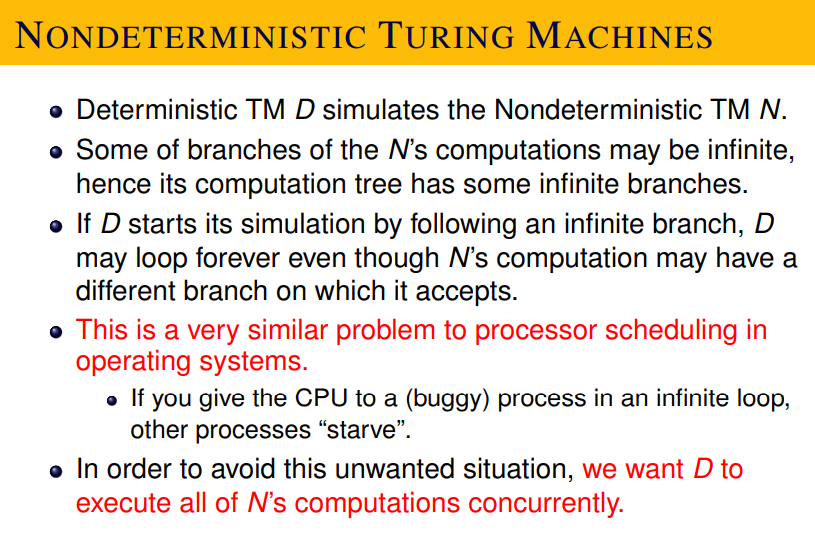 NONDETERMINISTIC TURING MACHINES
Deterministic TM D simulates the Nondeterministic TM N.
Some of branches of the N's computations may be infinite,
hence its computation tree has some infinite branches.
If D starts its simulation by following an infinite branch, D
may loop forever even though N's computation may have a
different branch on which it accepts.
This is a very similar problem to processor scheduling in
operating systems.
If you give the CPU to a (buggy) process in an infinite loop,
other processes “starve”.
In order to avoid this unwanted situation, we want D to
execute all of N's computations concurrently.